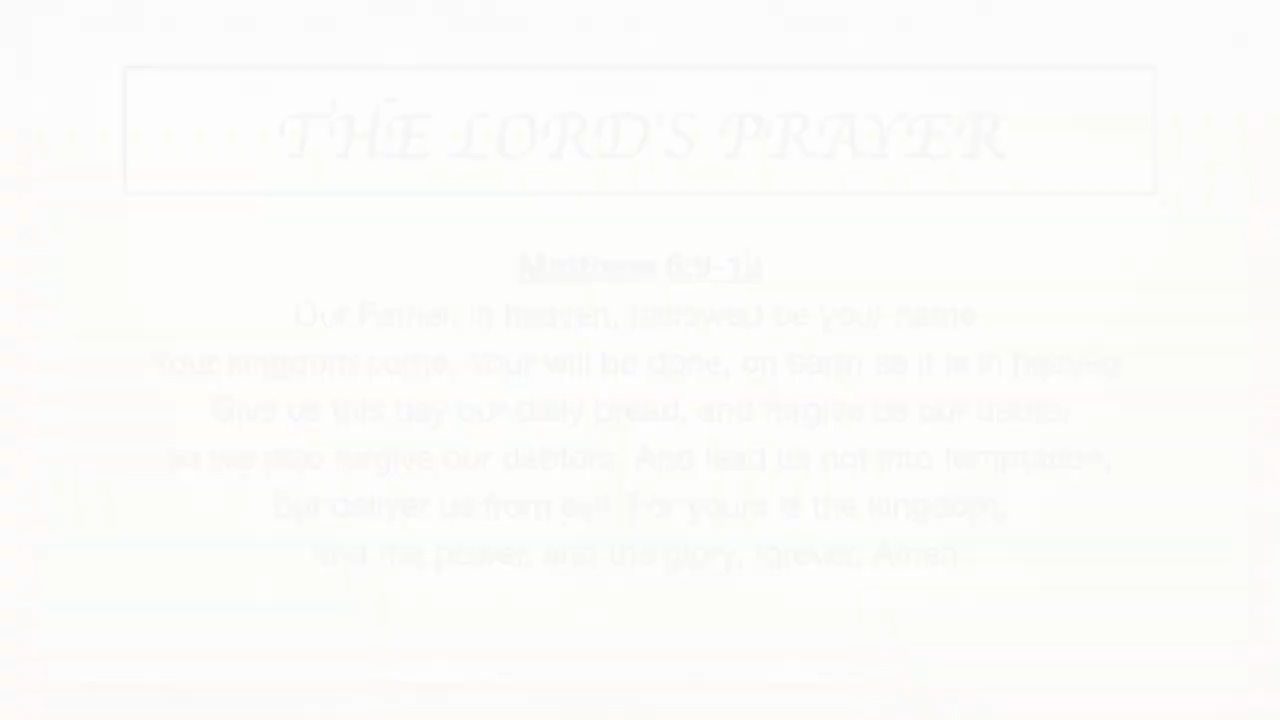 THE LORD'S PRAYER
Matthew 6:9-13
Our Father, in heaven, hallowed be your name
Your kingdom come, Your will be done, on Earth as it is in heaven
Give us this day our daily bread, and forgive us our debts,
as we also forgive our debtors. And lead us not into temptation,
But deliver us from evil. For yours is the kingdom,
and the power, and the glory, forever, Amen